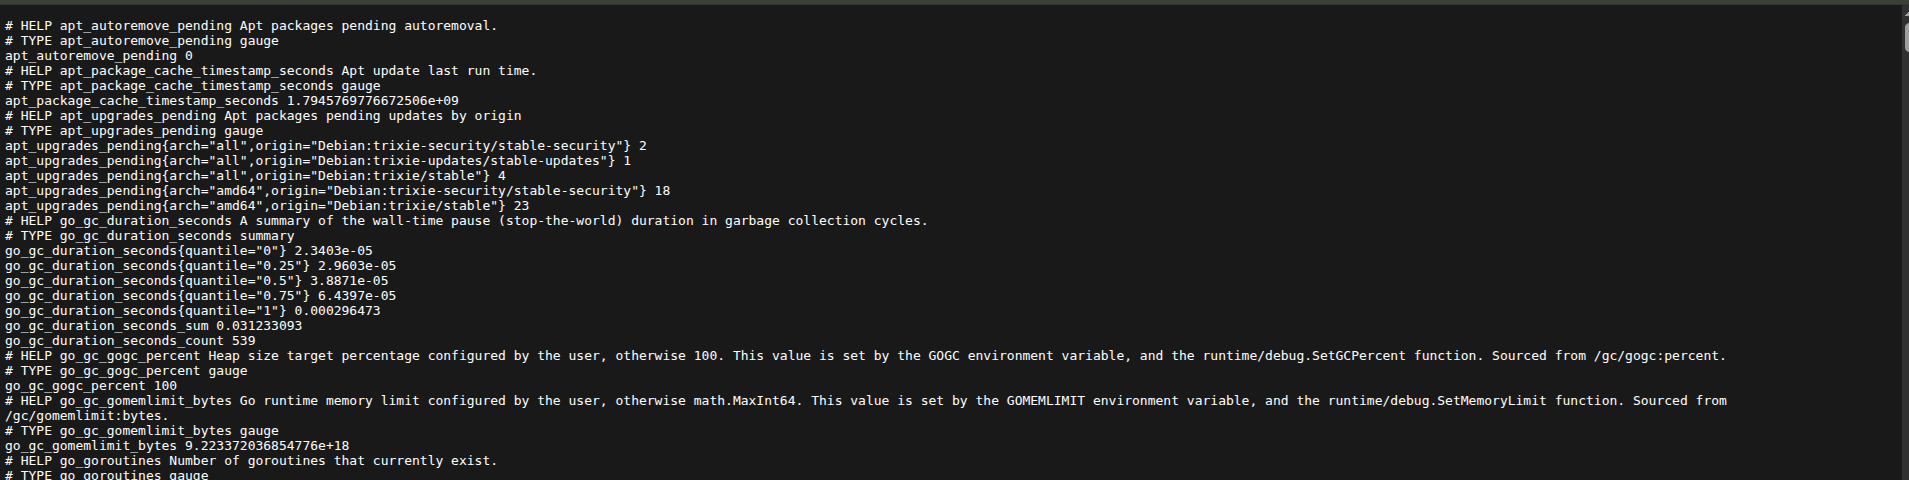 # HELP apt_autoremove_pending Apt packages pending autoremoval.
# TYPE apt_autoremove_pending gauge
apt_autoremove_pending 0
# HELP apt_package_cache_timestamp_seconds Apt update last run time.
# TYPE apt_package_cache_timestamp_seconds gauge
apt_package_cache_timestamp_seconds 1.7945769776672506e+09
# HELP apt_upgrades_pending Apt packages pending updates by origin
# TYPE apt_upgrades_pending gauge
apt_upgrades_pending{arch="all",origin="Debian:trixie-security/stable-security"} 2
apt_upgrades_pending{arch="all",origin="Debian:trixie-updates/stable-updates"} 1
apt_upgrades_pending{arch="all",origin="Debian:trixie/stable"} 4
apt_upgrades_pending{arch="amd64",origin="Debian:trixie-security/stable-security"} 18
apt_upgrades_pending{arch="amd64",origin="Debian:trixie/stable"} 23
# HELP go_gc_duration_seconds A summary of the wall-time pause (stop-the-world) duration in garbage collection cycles.
# TYPE go_gc_duration_seconds summary
go_gc_duration_seconds{quantile="0"} 2.3403e-05
go_gc_duration_seconds{quantile="0.25"} 2.9603e-05
go_gc_duration_seconds{quantile="0.5"} 3.8871e-05
go_gc_duration_seconds{quantile="0.75"} 6.4397e-05
go_gc_duration_seconds{quantile="1"} 0.000296473
go_gc_duration_seconds_sum 0.031233093
go_gc_duration_seconds_count 539
# HELP go_gc_gogc_percent Heap size target percentage configured by the user, otherwise 100. This value is set by the GOGC environment variable, and the runtime/debug.SetGCPercent function. Sourced from /gc/gogc:percent.
# TYPE go_gc_gogc_percent gauge
go_gc_gogc_percent 100
# HELP go_gc_gomemlimit_bytes Go runtime memory limit configured by the user, otherwise math.MaxInt64. This value is set by the GOMEMLIMIT environment variable, and the runtime/debug.SetMemoryLimit function. Sourced from
/gc/gomemlimit:bytes.
# TYPE go_gc_gomemlimit_bytes gauge
go_gc_gomemlimit_bytes 9.223372036854776e+18
# HELP go_goroutines Number of goroutines that currently exist.
# TYPE go_goroutines gauge